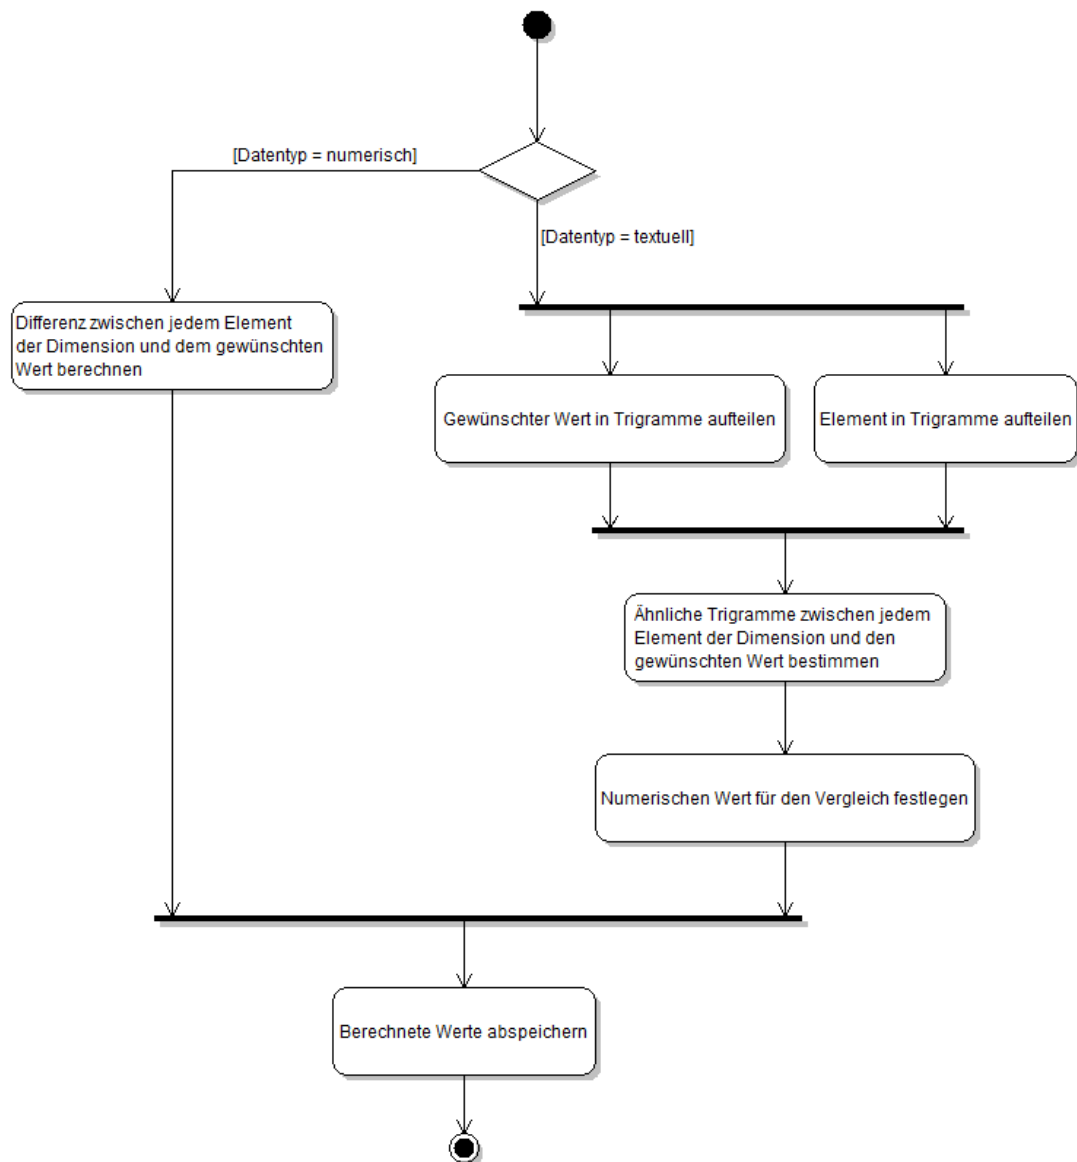 [Datentyp = numerisch]
[Datentyp = textuell]
Differenz zwischen jedem Element
der Dimension und dem gewünschten
Wert berechnen
Gewünschter Wert in Trigramme aufteilen
Element in Trigramme aufteilen
Ähnliche Trigramme zwischen jedem
Element der Dimension und den
gewünschten Wert bestimmen
Numerischen Wert für den Vergleich festlegen
Berechnete Werte abspeichern